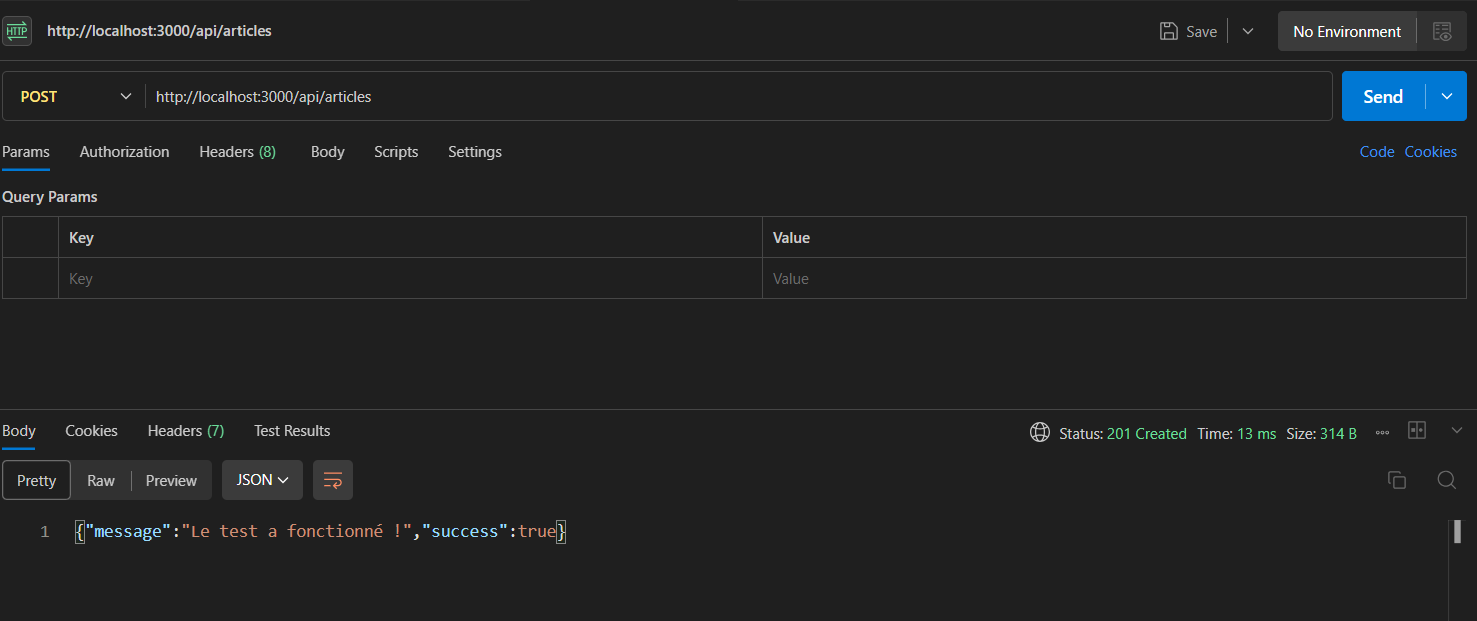 HTTP http://localhost:3000/api/articles Save No Environment
POST http://localhost:3000/api/articles Send
Params Authorization Headers (8) Body Scripts Settings Code Cookies
Query Params
Key Value
Key Value
Body Cookies Headers (7) Test Results Status: 201 Created Time: 13 ms Size: 314 B
Pretty Raw Preview JSON
1 {"message":"Le test a fonctionné !","success":true}